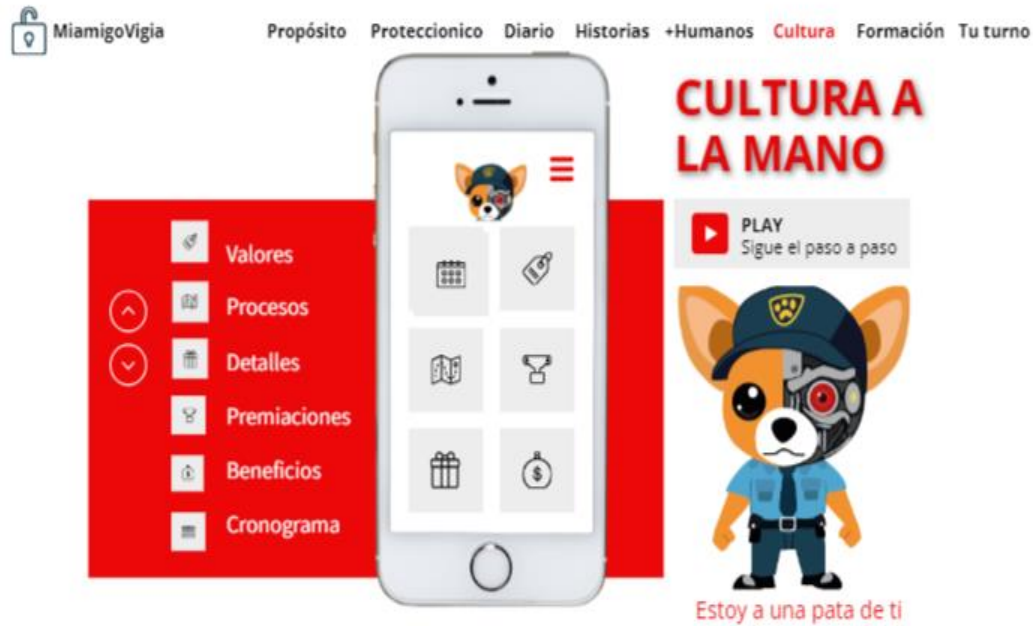 MiamigoVigia
Propósito Proteccionico Diario Historias +Humanos Cultura Formación Tu turno
CULTURA A
LA MANO
PLAY
Sigue el paso a paso
Valores
Procesos
Detalles
Premiaciones
Beneficios
Cronograma
$
$
Estoy a una pata de ti